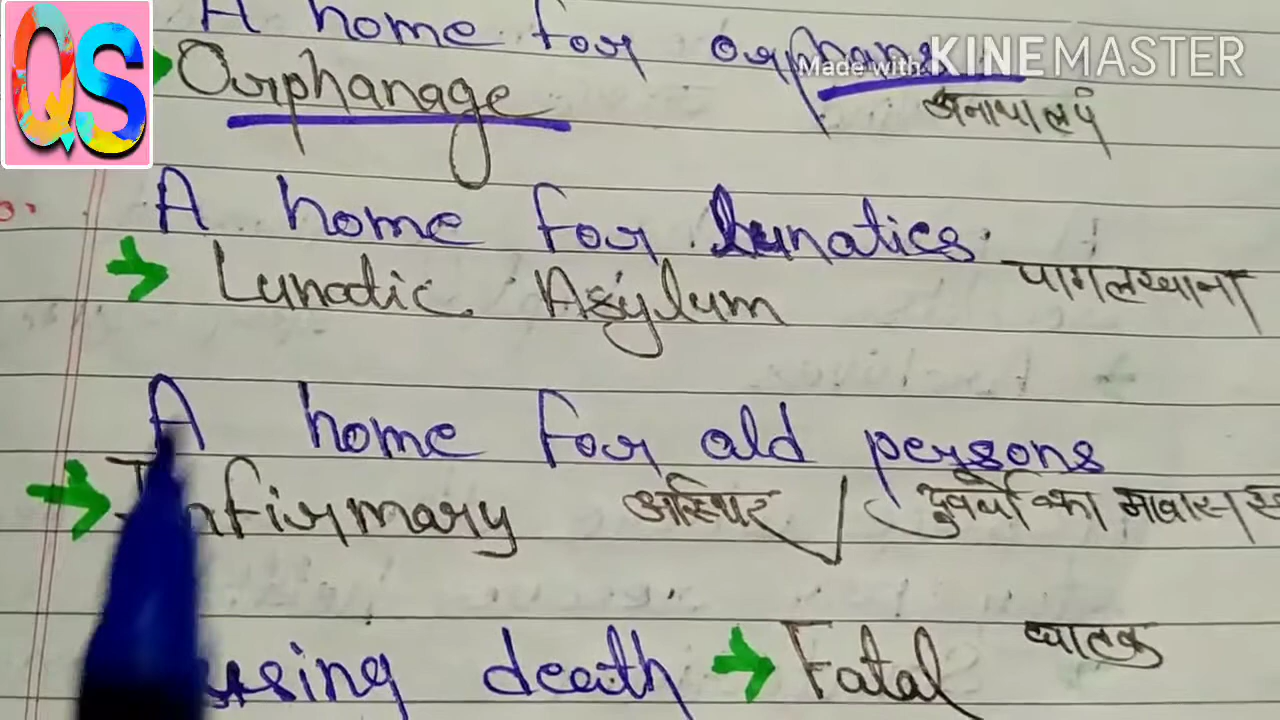 QS
A home for orphans
Made with KINEMASTER
Orphanage
अनाथालय
A home for Lunatics.
Lunatic Asylum
पागलखाना
A home for old persons
Infirmary अस्थिर /
death → Fatal घातक